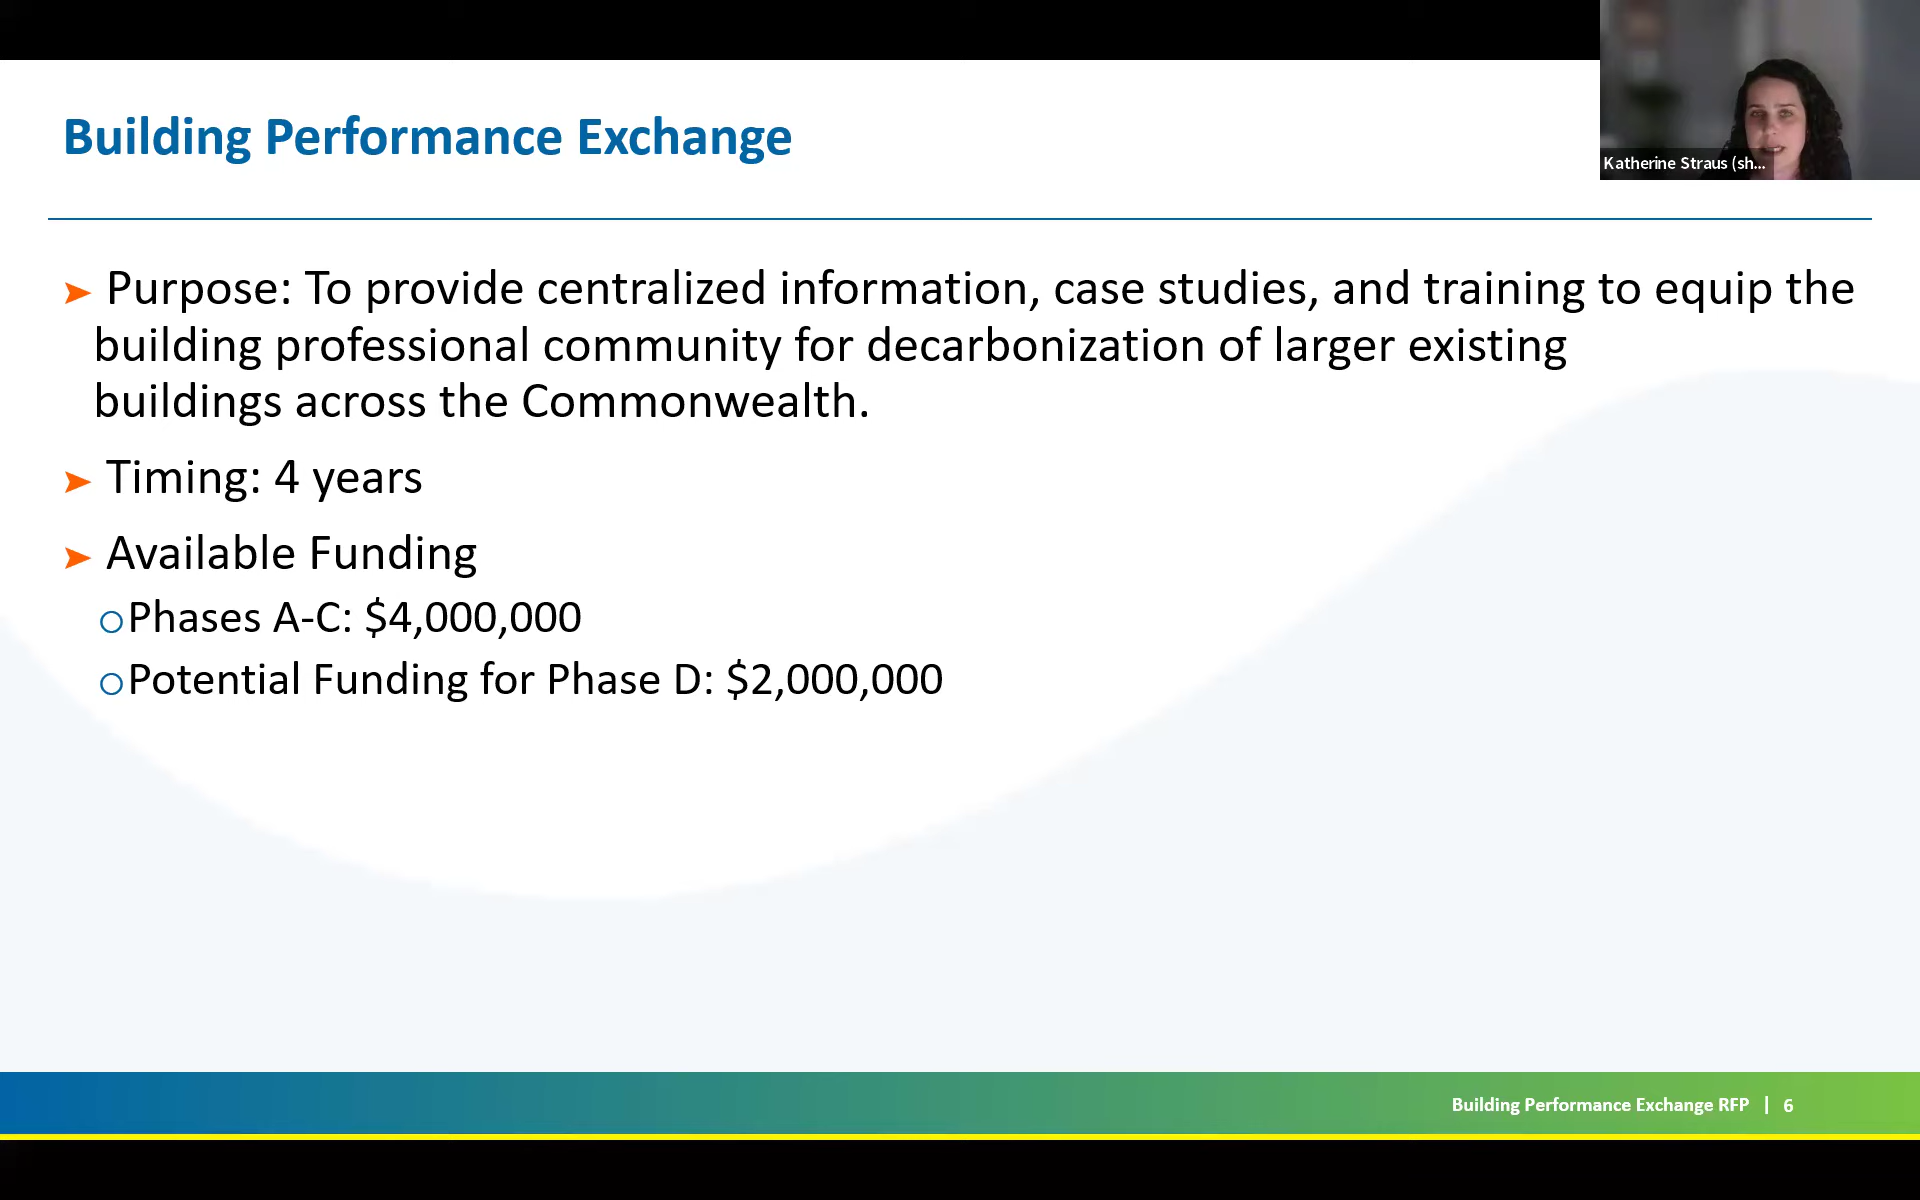 Building Performance Exchange
Katherine Straus (sh...
➤ Purpose: To provide centralized information, case studies, and training to equip the
building professional community for decarbonization of larger existing
buildings across the Commonwealth.
➤ Timing: 4 years
➤ Available Funding
○Phases A-C: $4,000,000
○Potential Funding for Phase D: $2,000,000
Building Performance Exchange RFP | 6